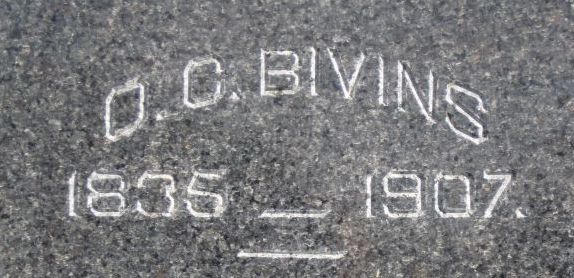 O. C. BIVINS
1835 — 1907.